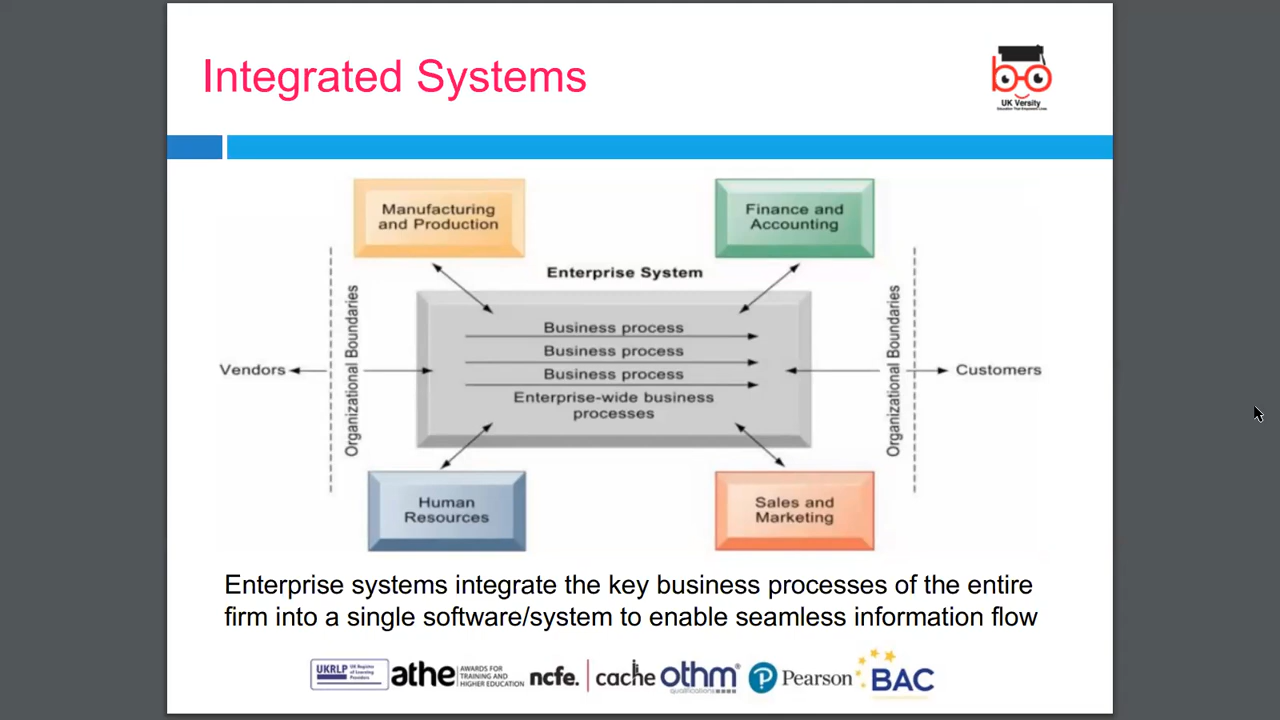 Integrated Systems
UK Versity
Manufacturing
and Production
Finance and
Accounting
Enterprise System
Organizational Boundaries
Organizational Boundaries
Business process
Business process
Business process
Enterprise-wide business
processes
Vendors
Customers
Human
Resources
Sales and
Marketing
Enterprise systems integrate the key business processes of the entire
firm into a single software/system to enable seamless information flow
UKRLP UK Register
of Learning
Providers
athe AWARDS FOR
TRAINING AND
HIGHER EDUCATION
ncfe.
cache
othm
qualifications
Pearson
BAC